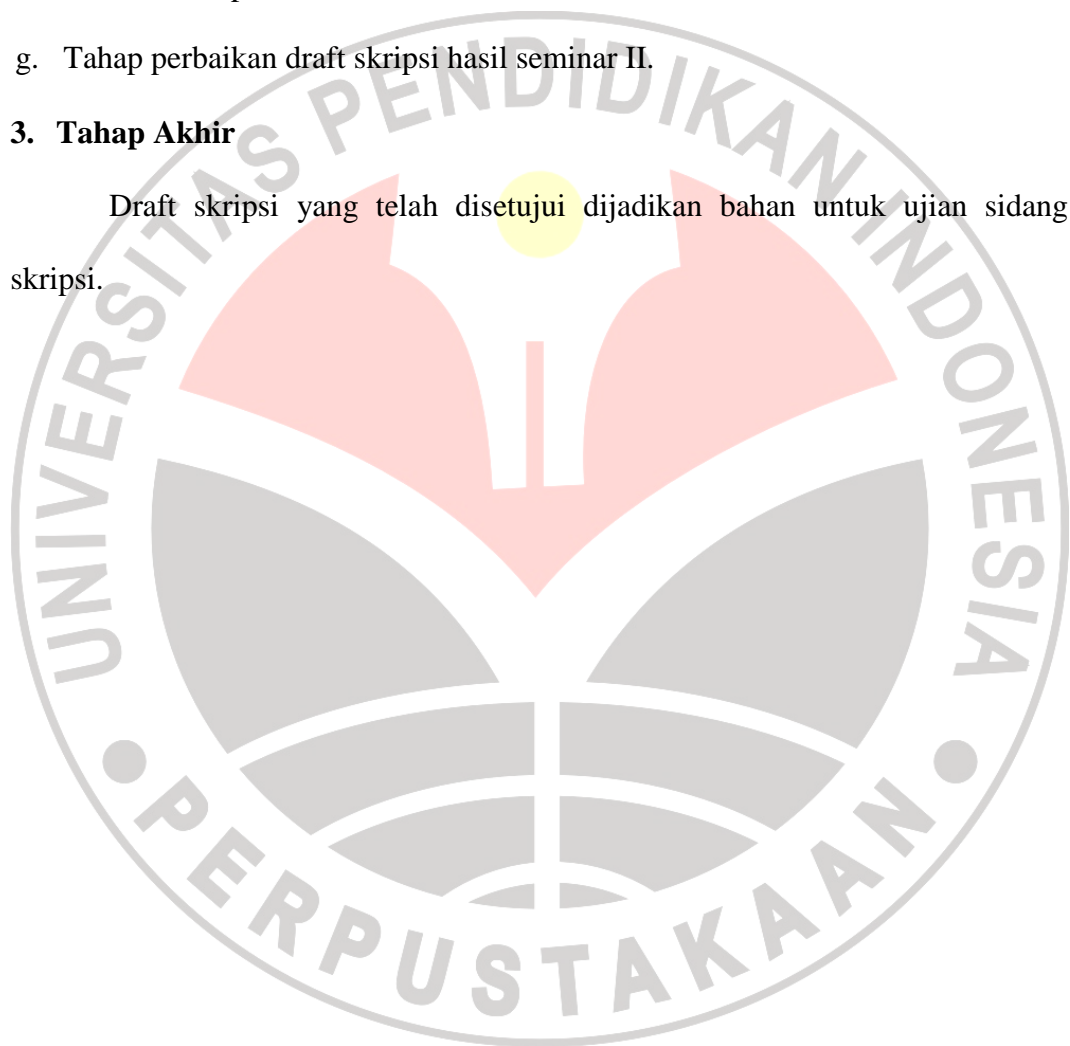 g. Tahap perbaikan draft skripsi hasil seminar II.
3. Tahap Akhir
Draft skripsi yang telah disetujui dijadikan bahan untuk ujian sidang
skripsi.
UNIVERSITAS PENDIDIKAN INDONESIA
PERPUSTAKAAN